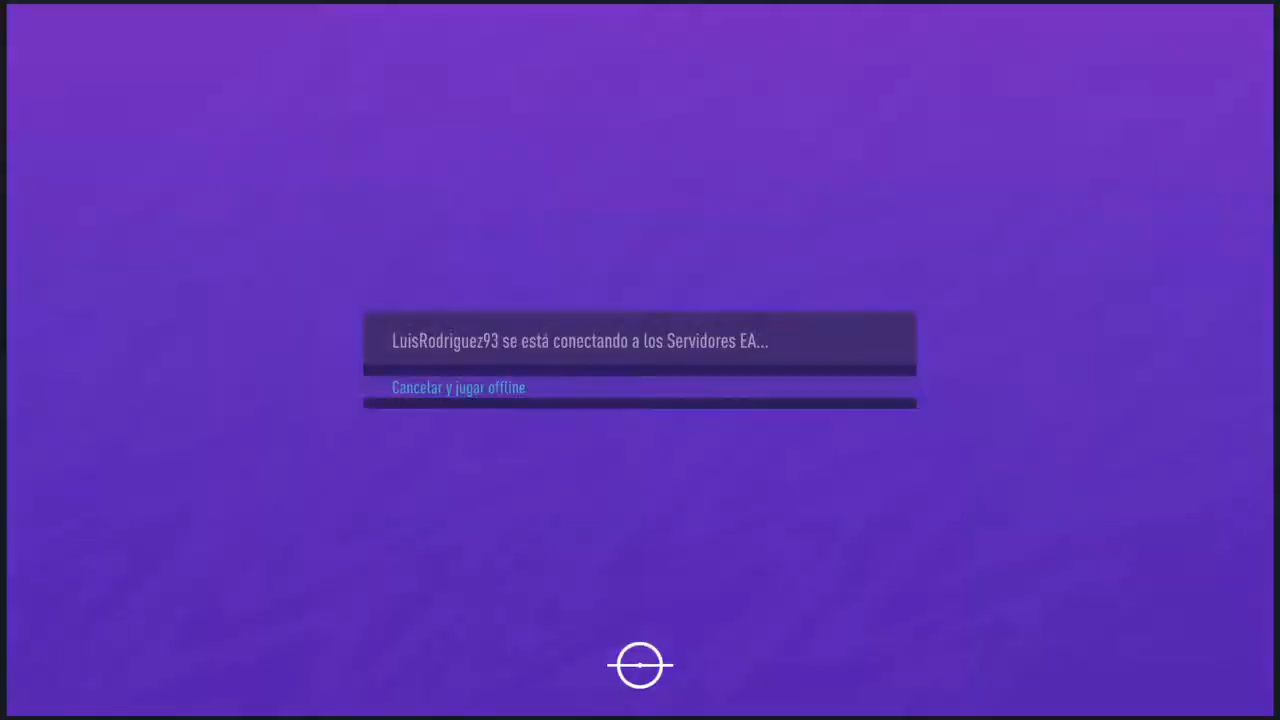 LuisRodriguez93 se está conectando a los Servidores EA...
Cancelar y jugar offline